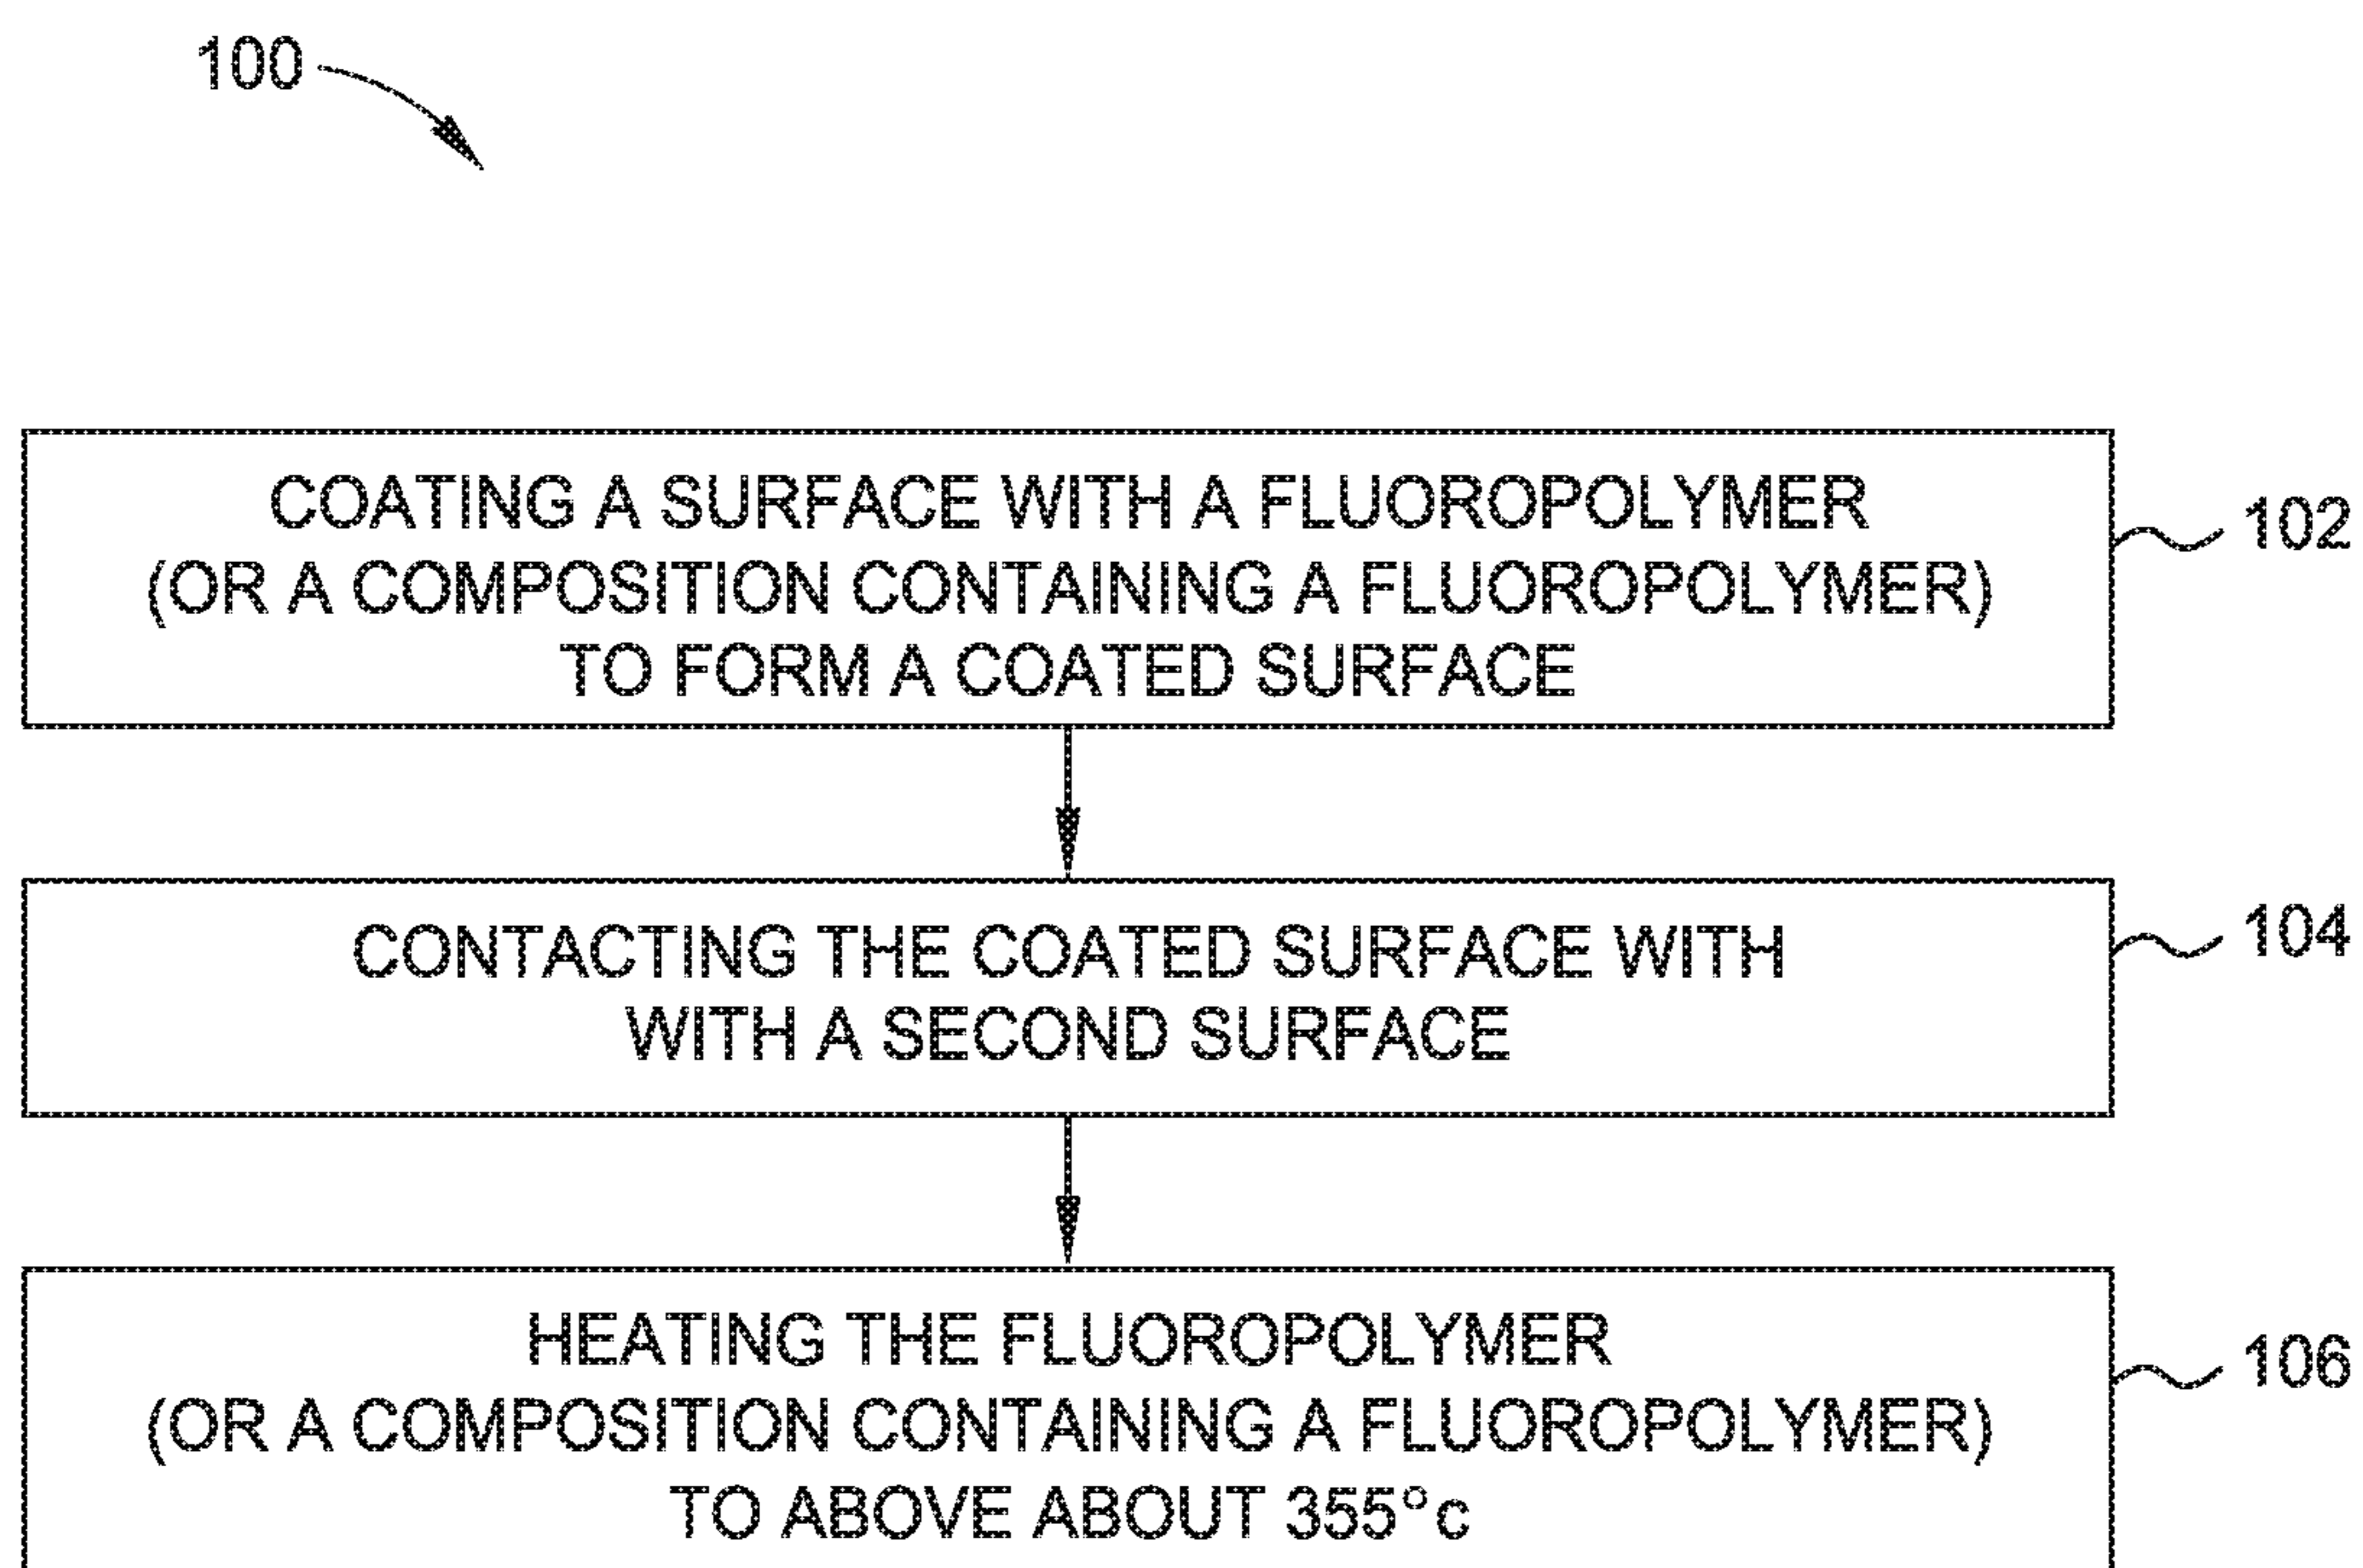 100
COATING A SURFACE WITH A FLUOROPOLYMER
(OR A COMPOSITION CONTAINING A FLUOROPOLYMER)
TO FORM A COATED SURFACE
102
CONTACTING THE COATED SURFACE WITH
WITH A SECOND SURFACE
104
HEATING THE FLUOROPOLYMER
(OR A COMPOSITION CONTAINING A FLUOROPOLYMER)
TO ABOVE ABOUT 355°c
106